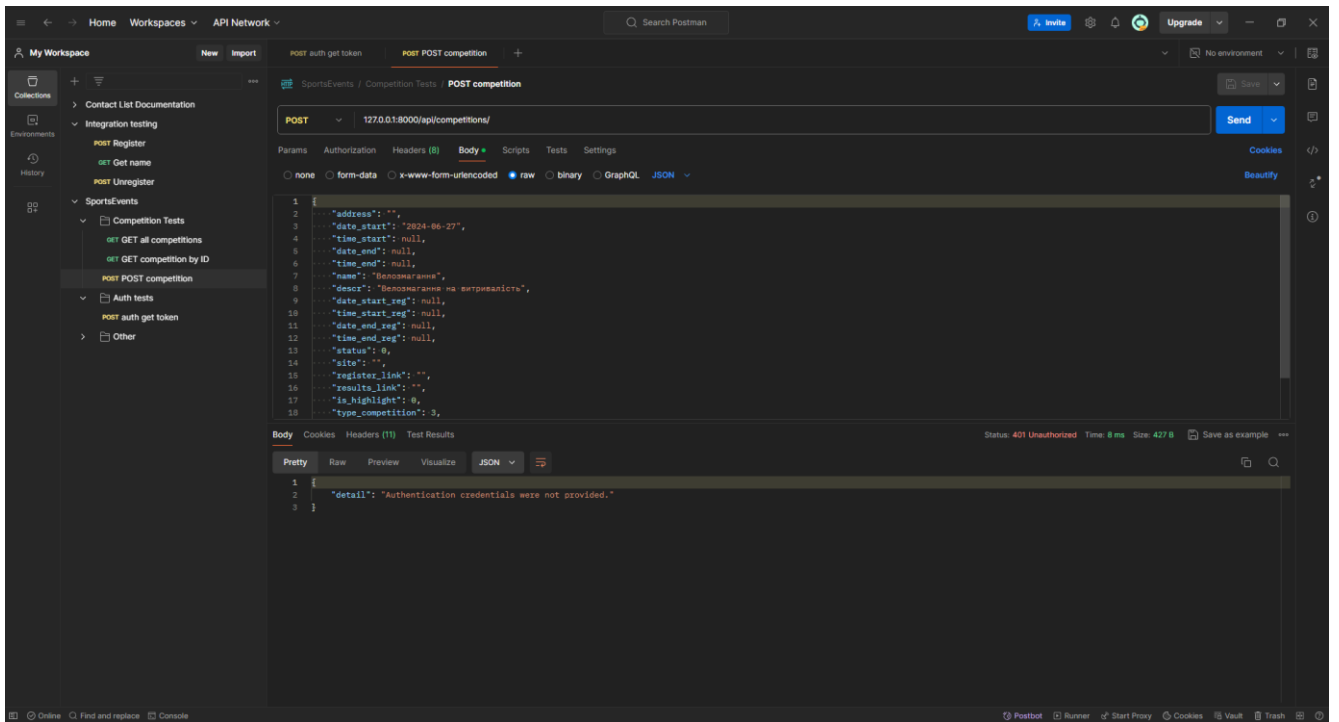 Home Workspaces API Network Search Postman Invite Upgrade
My Workspace New Import POST auth get token POST POST competition No environment
Collections
Environments
History
Contact List Documentation
Integration testing
POST Register
GET Get name
POST Unregister
SportsEvents
Competition Tests
GET GET all competitions
GET GET competition by ID
POST POST competition
Auth tests
POST auth get token
Other
SportsEvents / Competition Tests / POST competition Save
POST 127.0.0.1:8000/api/competitions/ Send
Params Authorization Headers (8) Body Scripts Tests Settings Cookies
none form-data x-www-form-urlencoded raw binary GraphQL JSON Beautify
1 {
2 "address": "",
3 "date_start": "2024-06-27",
4 "time_start": null,
5 "date_end": null,
6 "time_end": null,
7 "name": "Велозмагання",
8 "descr": "Велозмагання на витривалість",
9 "date_start_reg": null,
10 "time_start_reg": null,
11 "date_end_reg": null,
12 "time_end_reg": null,
13 "status": 0,
14 "site": "",
15 "register_link": "",
16 "results_link": "",
17 "is_highlight": 0,
18 "type_competition": 3,
Body Cookies Headers (11) Test Results Status: 401 Unauthorized Time: 8 ms Size: 427 B Save as example
Pretty Raw Preview Visualize JSON
1 {
2 "detail": "Authentication credentials were not provided."
3 }
Online Find and replace Console Postbot Runner Start Proxy Cookies Vault Trash